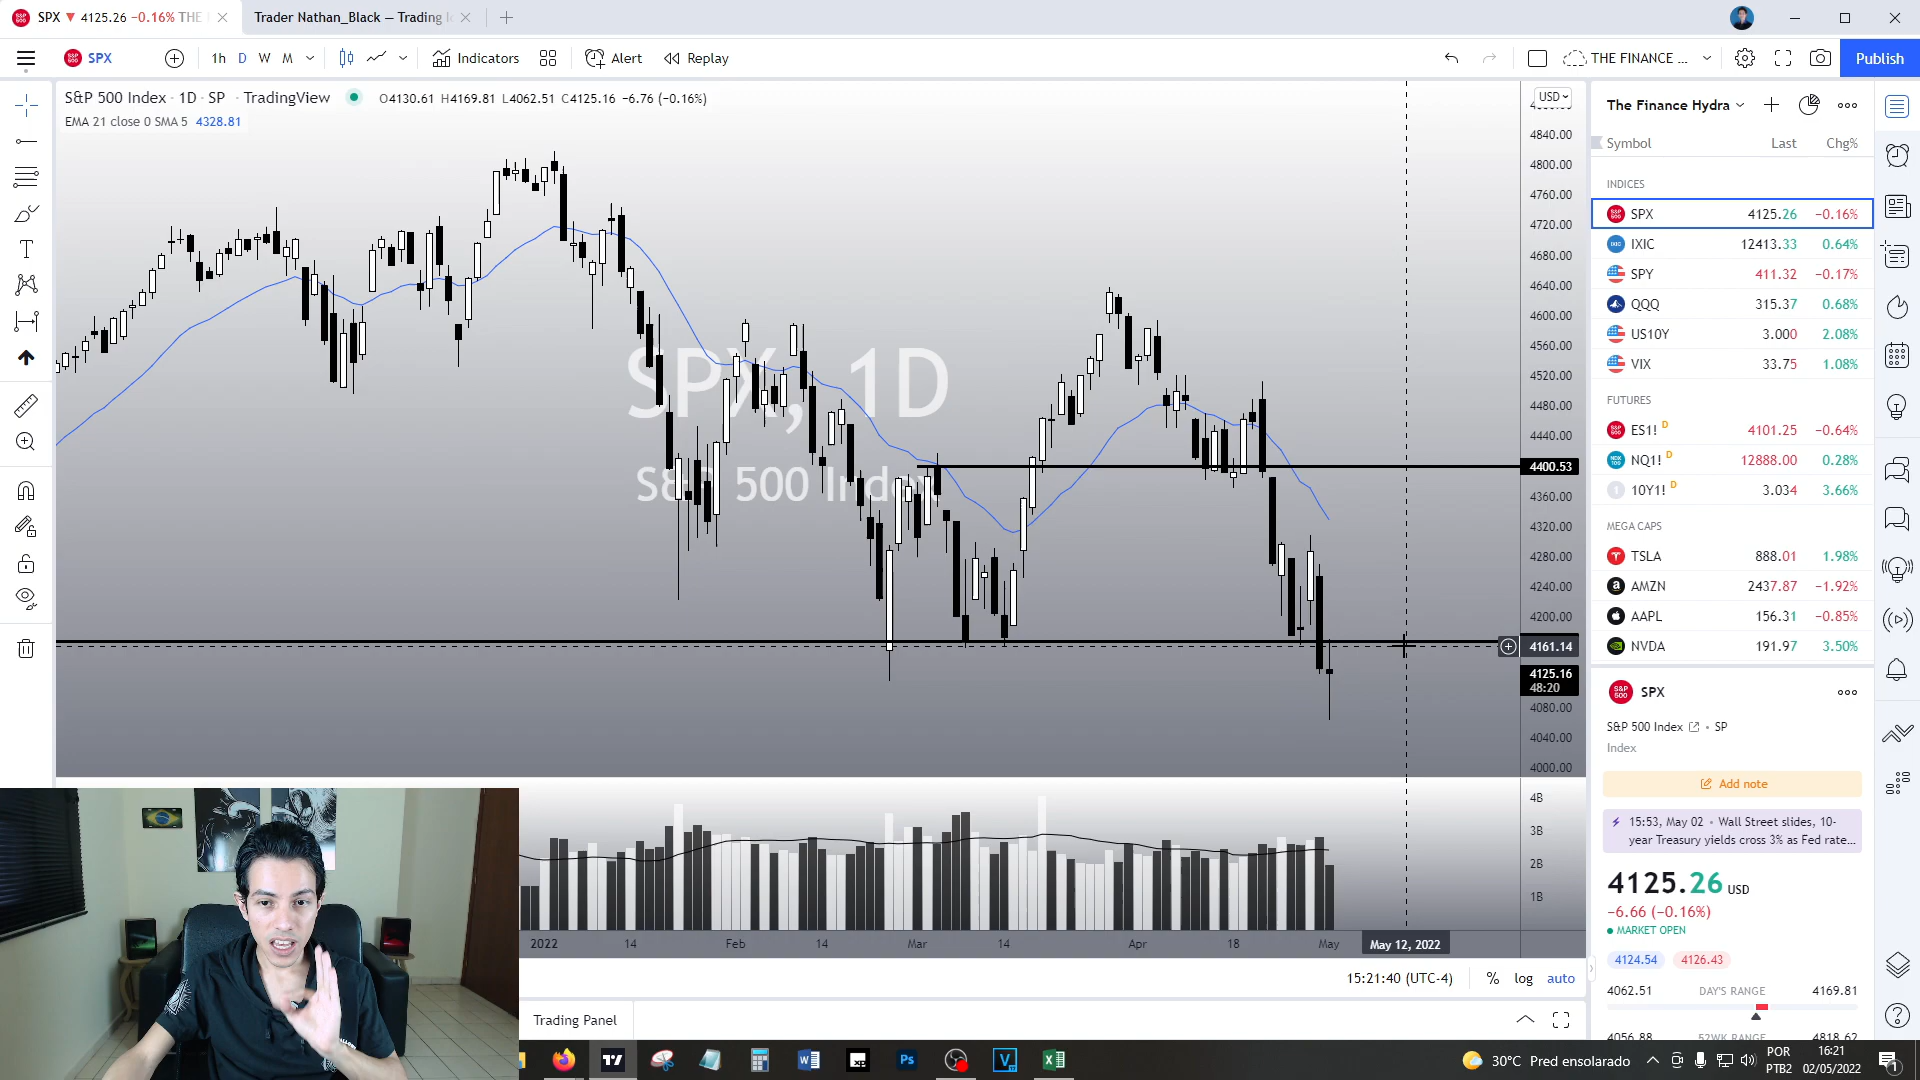 SPX ▼ 4125.26 −0.16% THE
Trader Nathan_Black — Trading I
SPX
1h D W M
Indicators
Alert
Replay
THE FINANCE ...
Publish
S&P 500 Index · 1D · SP · TradingView
O4130.61 H4169.81 L4062.51 C4125.16 −6.76 (−0.16%)
EMA 21 close 0 SMA 5 4328.81
SPX, 1D
S&P 500 Index
USD
4840.00
4800.00
4760.00
4720.00
4680.00
4640.00
4600.00
4560.00
4520.00
4480.00
4440.00
4400.53
4360.00
4320.00
4280.00
4240.00
4200.00
4161.14
4125.16
48:20
4080.00
4040.00
4000.00
4B
3B
2B
1B
2022 14 Feb 14 Mar 14 Apr 18 May May 12, 2022
15:21:40 (UTC-4) % log auto
Trading Panel
The Finance Hydra
Symbol Last Chg%
INDICES
SPX 4125.26 −0.16%
IXIC 12413.33 0.64%
SPY 411.32 −0.17%
QQQ 315.37 0.68%
US10Y 3.000 2.08%
VIX 33.75 1.08%
FUTURES
ES1! D 4101.25 −0.64%
NQ1! D 12888.00 0.28%
10Y1! D 3.034 3.66%
MEGA CAPS
TSLA 888.01 1.98%
AMZN 2437.87 −1.92%
AAPL 156.31 −0.85%
NVDA 191.97 3.50%
SPX
S&P 500 Index • SP
Index
Add note
15:53, May 02 • Wall Street slides, 10-
year Treasury yields cross 3% as Fed rate...
4125.26 USD
−6.66 (−0.16%)
MARKET OPEN
4124.54 4126.43
4062.51 DAY'S RANGE 4169.81
4056.88 52WK RANGE 4818.62
30°C Pred ensolarado
POR
PTB2
16:21
02/05/2022